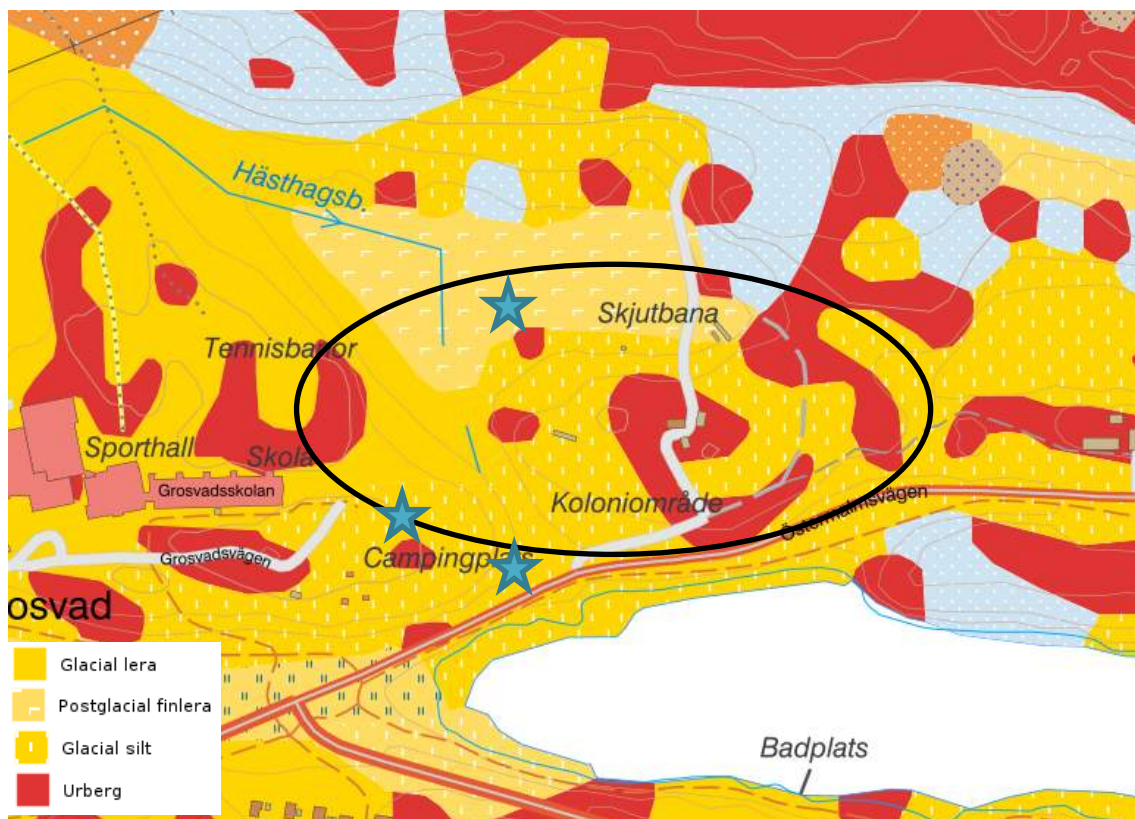 Hästhagsb.
Skjutbana
Tennisbanor
Sporthall
Skola
Grosvadsskolan
Koloniområde
Östermalmsvägen
Grosvadsvägen
Campingplats
osvad
Glacial lera
Postglacial finlera
Glacial silt
Urberg
Badplats